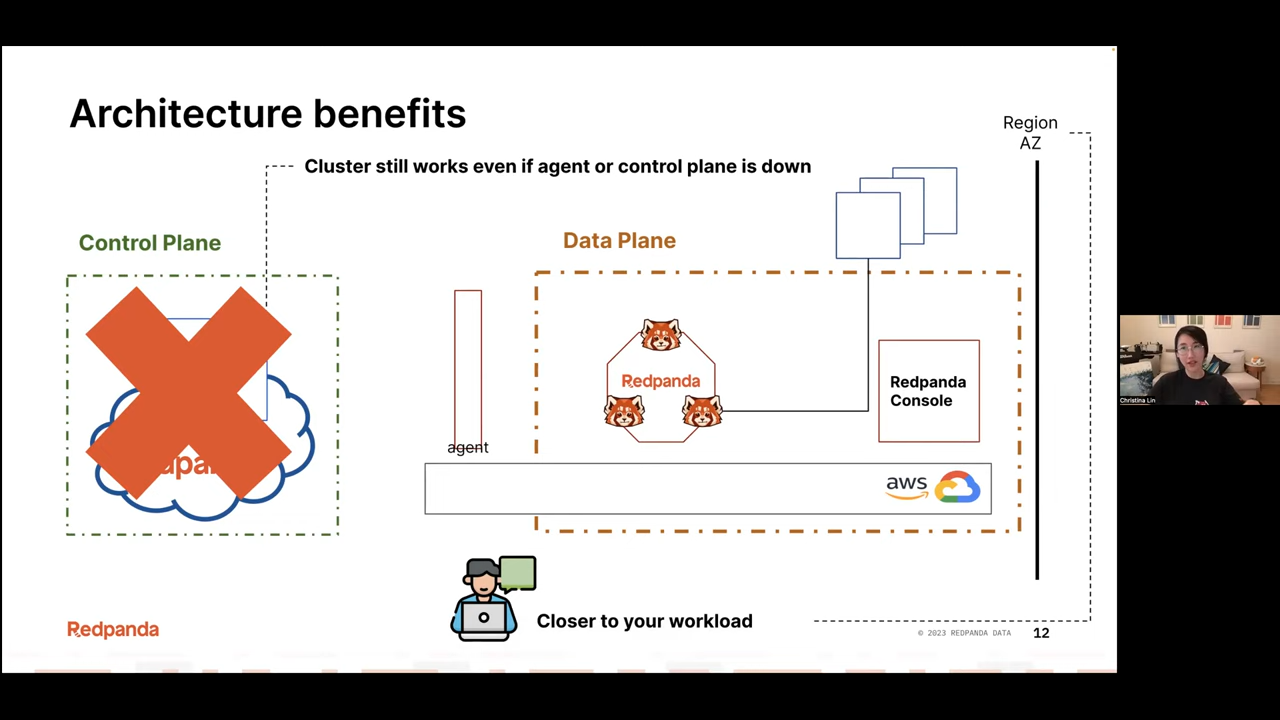 Architecture benefits
Region
AZ
Cluster still works even if agent or control plane is down
Control Plane
Data Plane
Redpanda
Redpanda
Console
agent
aws
Closer to your workload
Redpanda
© 2023 REDPANDA DATA
12
Christina Lin